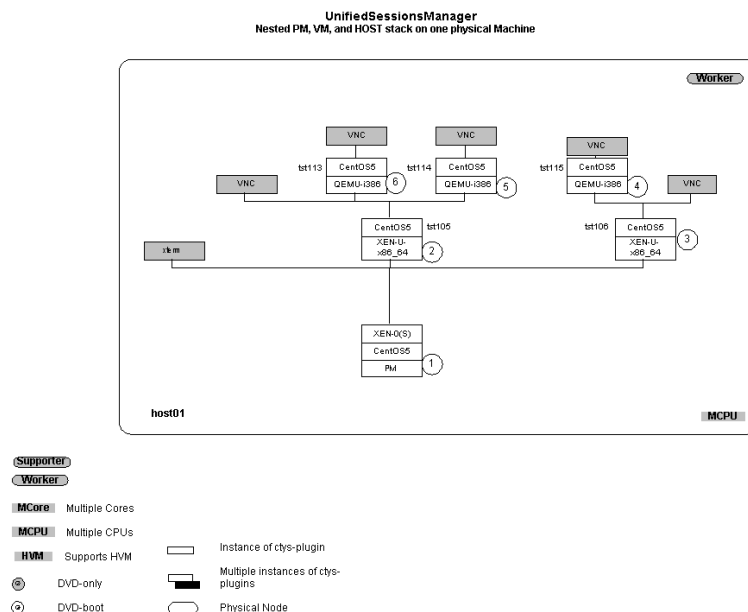 UnifiedSessionsManager
Nested PM, VM, and HOST stack on one physical Machine
Worker
VNC
VNC
VNC
tst113
CentOS5
tst114
CentOS5
tst115
CentOS5
VNC
QEMU-i386
6
QEMU-i386
5
QEMU-i386
4
VNC
CentOS5
tst105
tst106
CentOS5
XEN-U-
x86_64
2
XEN-U-
x86_64
3
xterm
XEN-0(S)
CentOS5
PM
1
host01
MCPU
Supporter
Worker
MCore Multiple Cores
MCPU Multiple CPUs
HVM Supports HVM
Instance of ctys-plugin
DVD-only
Multiple instances of ctys-
plugins
DVD-boot
Physical Node